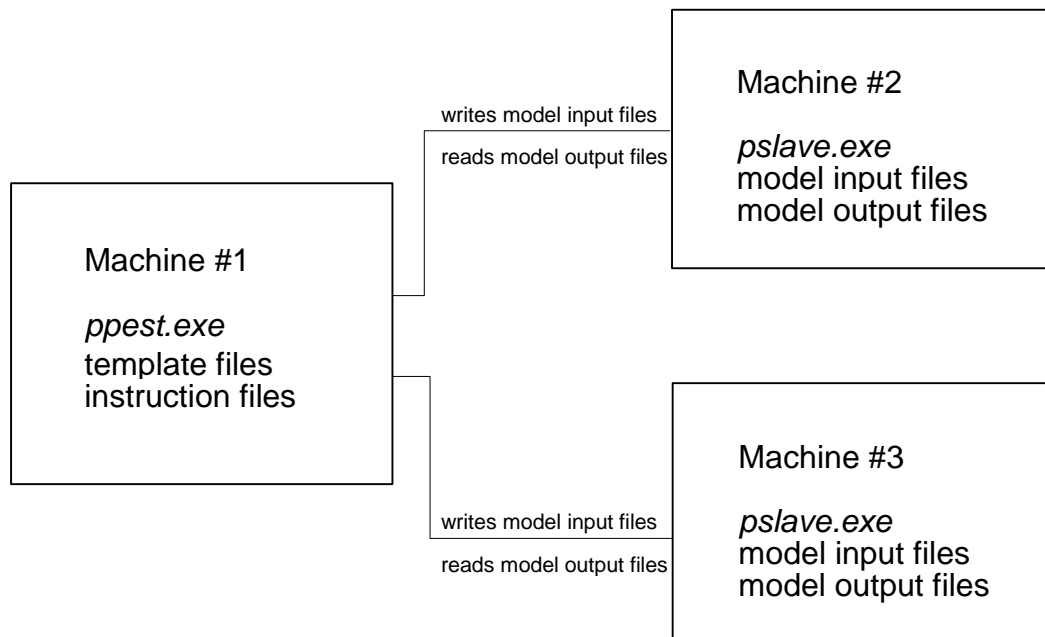 Machine #1
ppest.exe
template files
instruction files
writes model input files
reads model output files
Machine #2
pslave.exe
model input files
model output files
writes model input files
reads model output files
Machine #3
pslave.exe
model input files
model output files